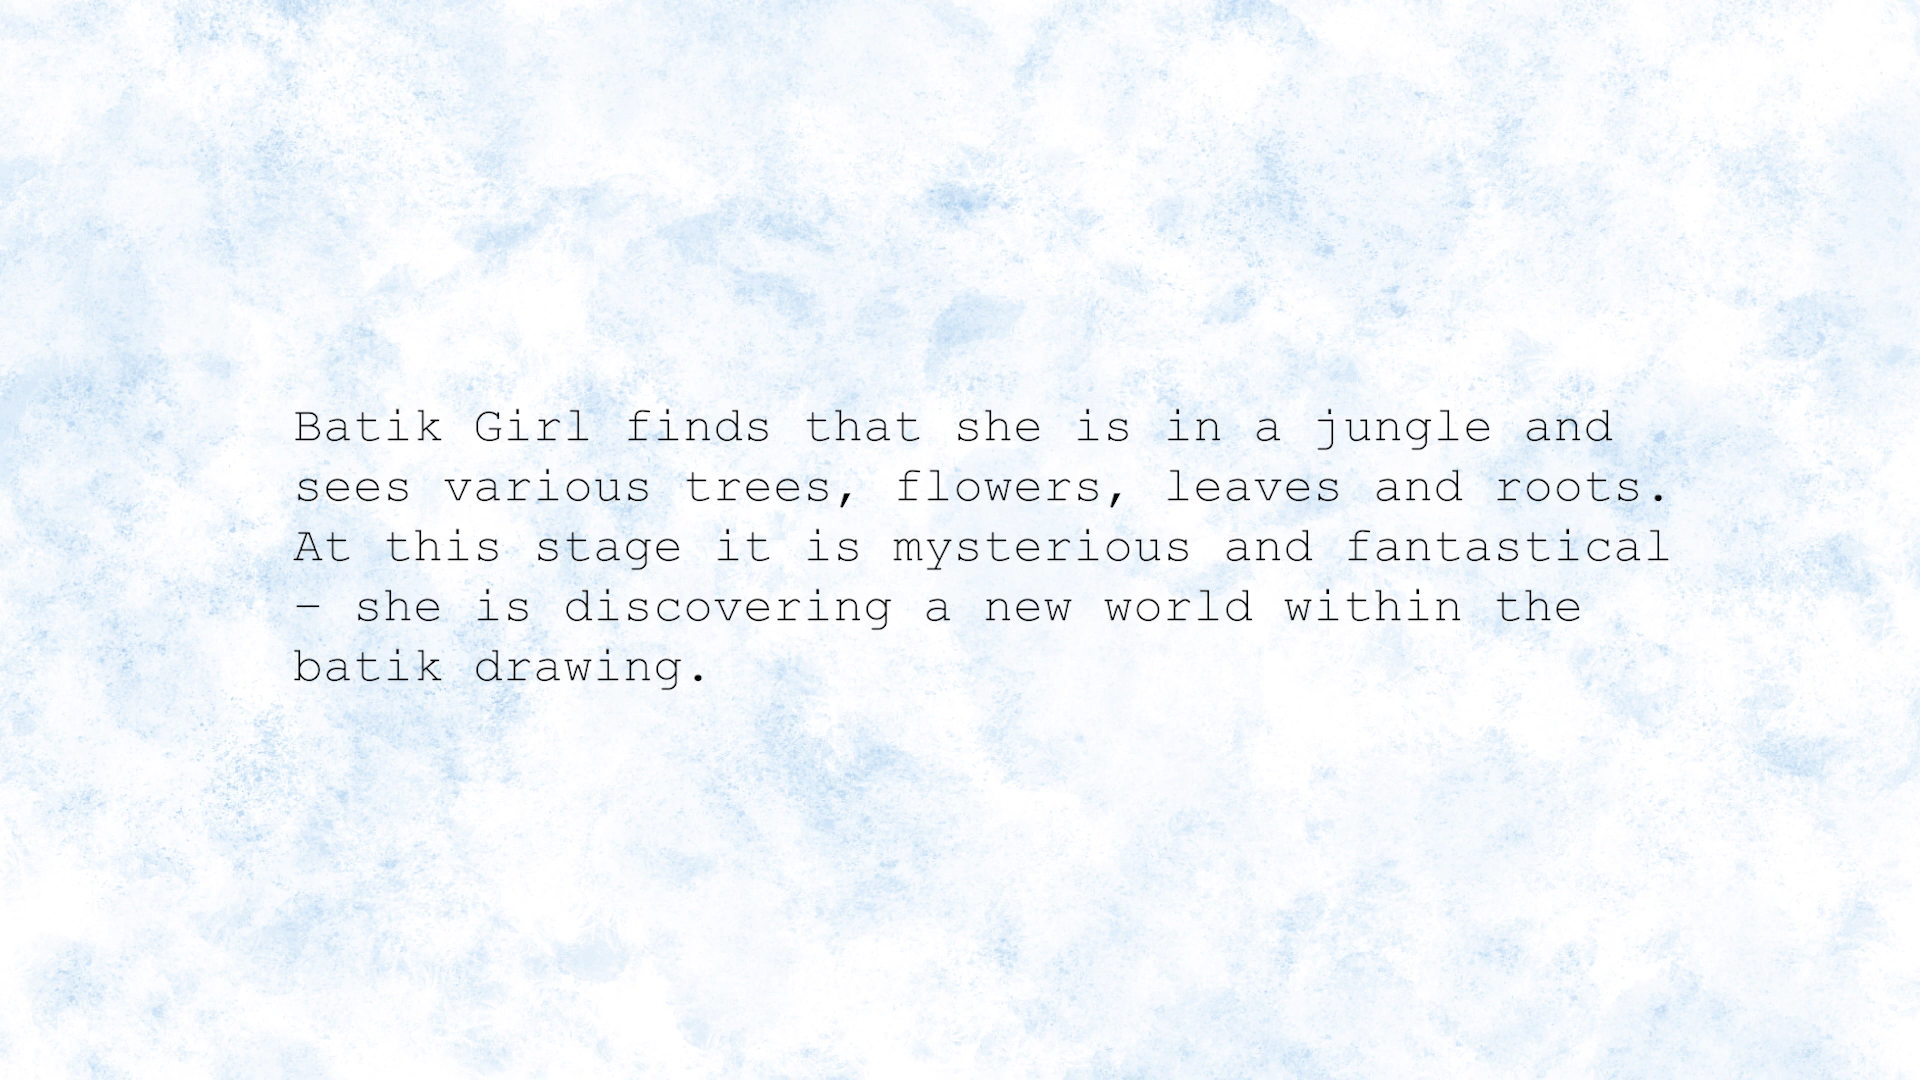 Batik Girl finds that she is in a jungle and
sees various trees, flowers, leaves and roots.
At this stage it is mysterious and fantastical
– she is discovering a new world within the
batik drawing.